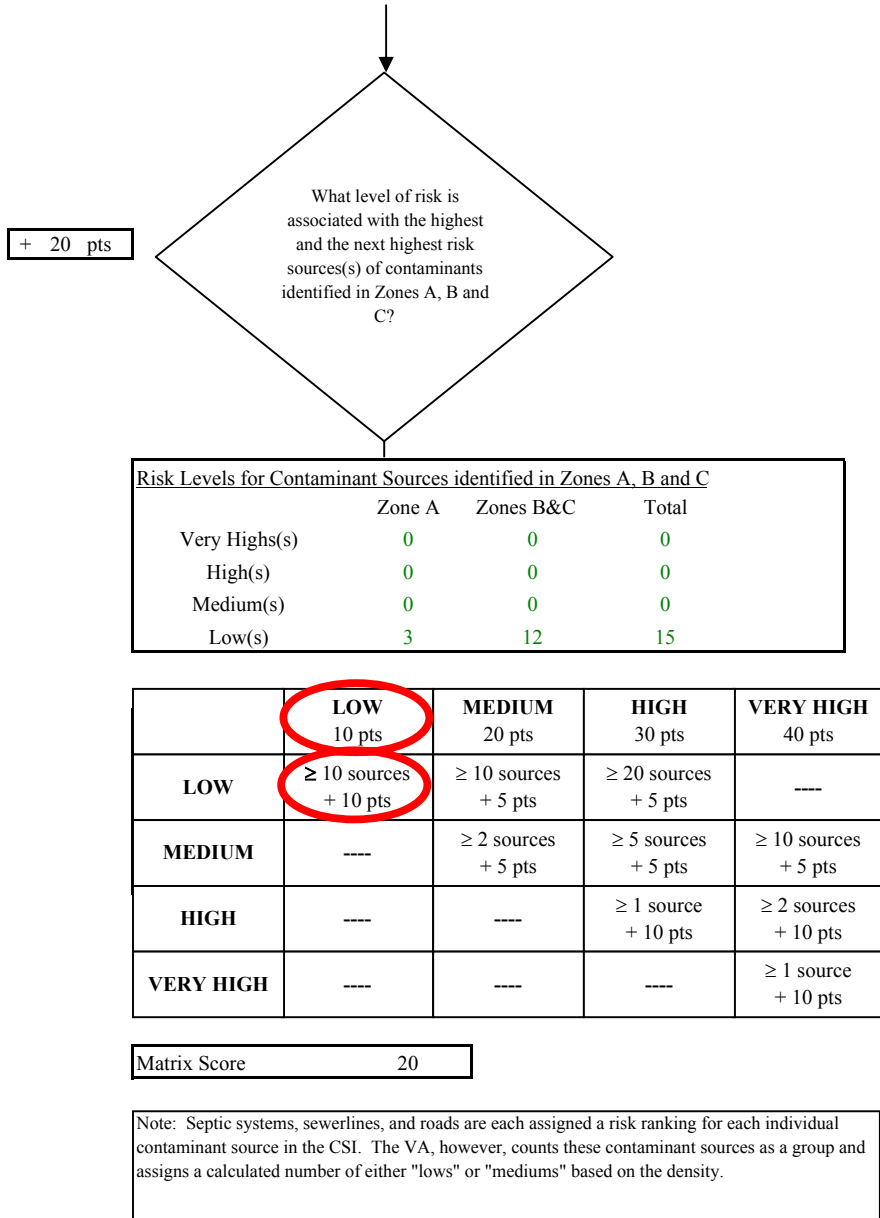 What level of risk is
associated with the highest
and the next highest risk
sources(s) of contaminants
identified in Zones A, B and
C?
+ 20 pts
Risk Levels for Contaminant Sources identified in Zones A, B and C
Zone A Zones B&C Total
Very Highs(s) 0 0 0
High(s) 0 0 0
Medium(s) 0 0 0
Low(s) 3 12 15
LOW MEDIUM HIGH VERY HIGH
10 pts 20 pts 30 pts 40 pts
LOW ≥ 10 sources ≥ 10 sources ≥ 20 sources ----
+ 10 pts + 5 pts + 5 pts
MEDIUM ---- ≥ 2 sources ≥ 5 sources ≥ 10 sources
+ 5 pts + 5 pts + 5 pts
HIGH ---- ---- ≥ 1 source ≥ 2 sources
+ 10 pts + 10 pts
VERY HIGH ---- ---- ---- ≥ 1 source
+ 10 pts
Matrix Score 20
Note: Septic systems, sewerlines, and roads are each assigned a risk ranking for each individual
contaminant source in the CSI. The VA, however, counts these contaminant sources as a group and
assigns a calculated number of either "lows" or "mediums" based on the density.